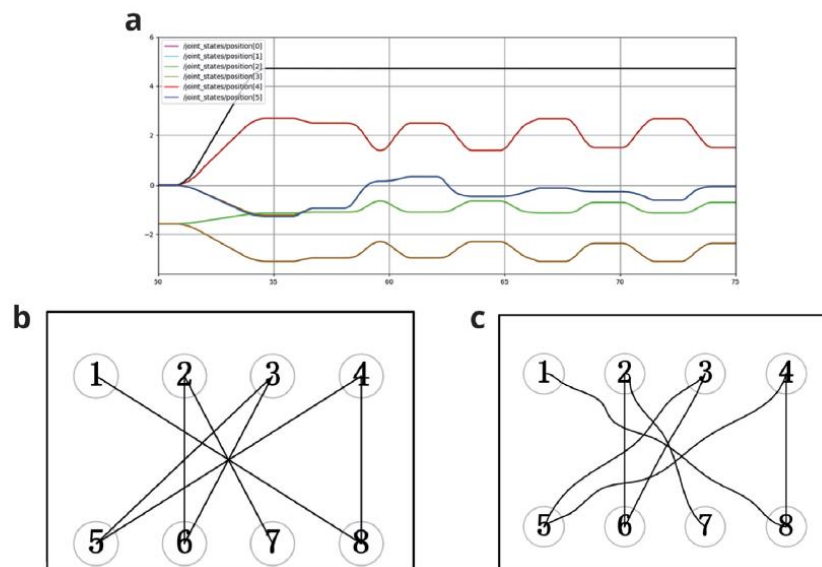 a
6
/joint_states/position[0]
/joint_states/position[1]
/joint_states/position[2]
/joint_states/position[3]
/joint_states/position[4]
/joint_states/position[5]
4
2
0
−2
50 55 60 65 70 75
b
1 2 3 4
5 6 7 8
c
1 2 3 4
5 6 7 8